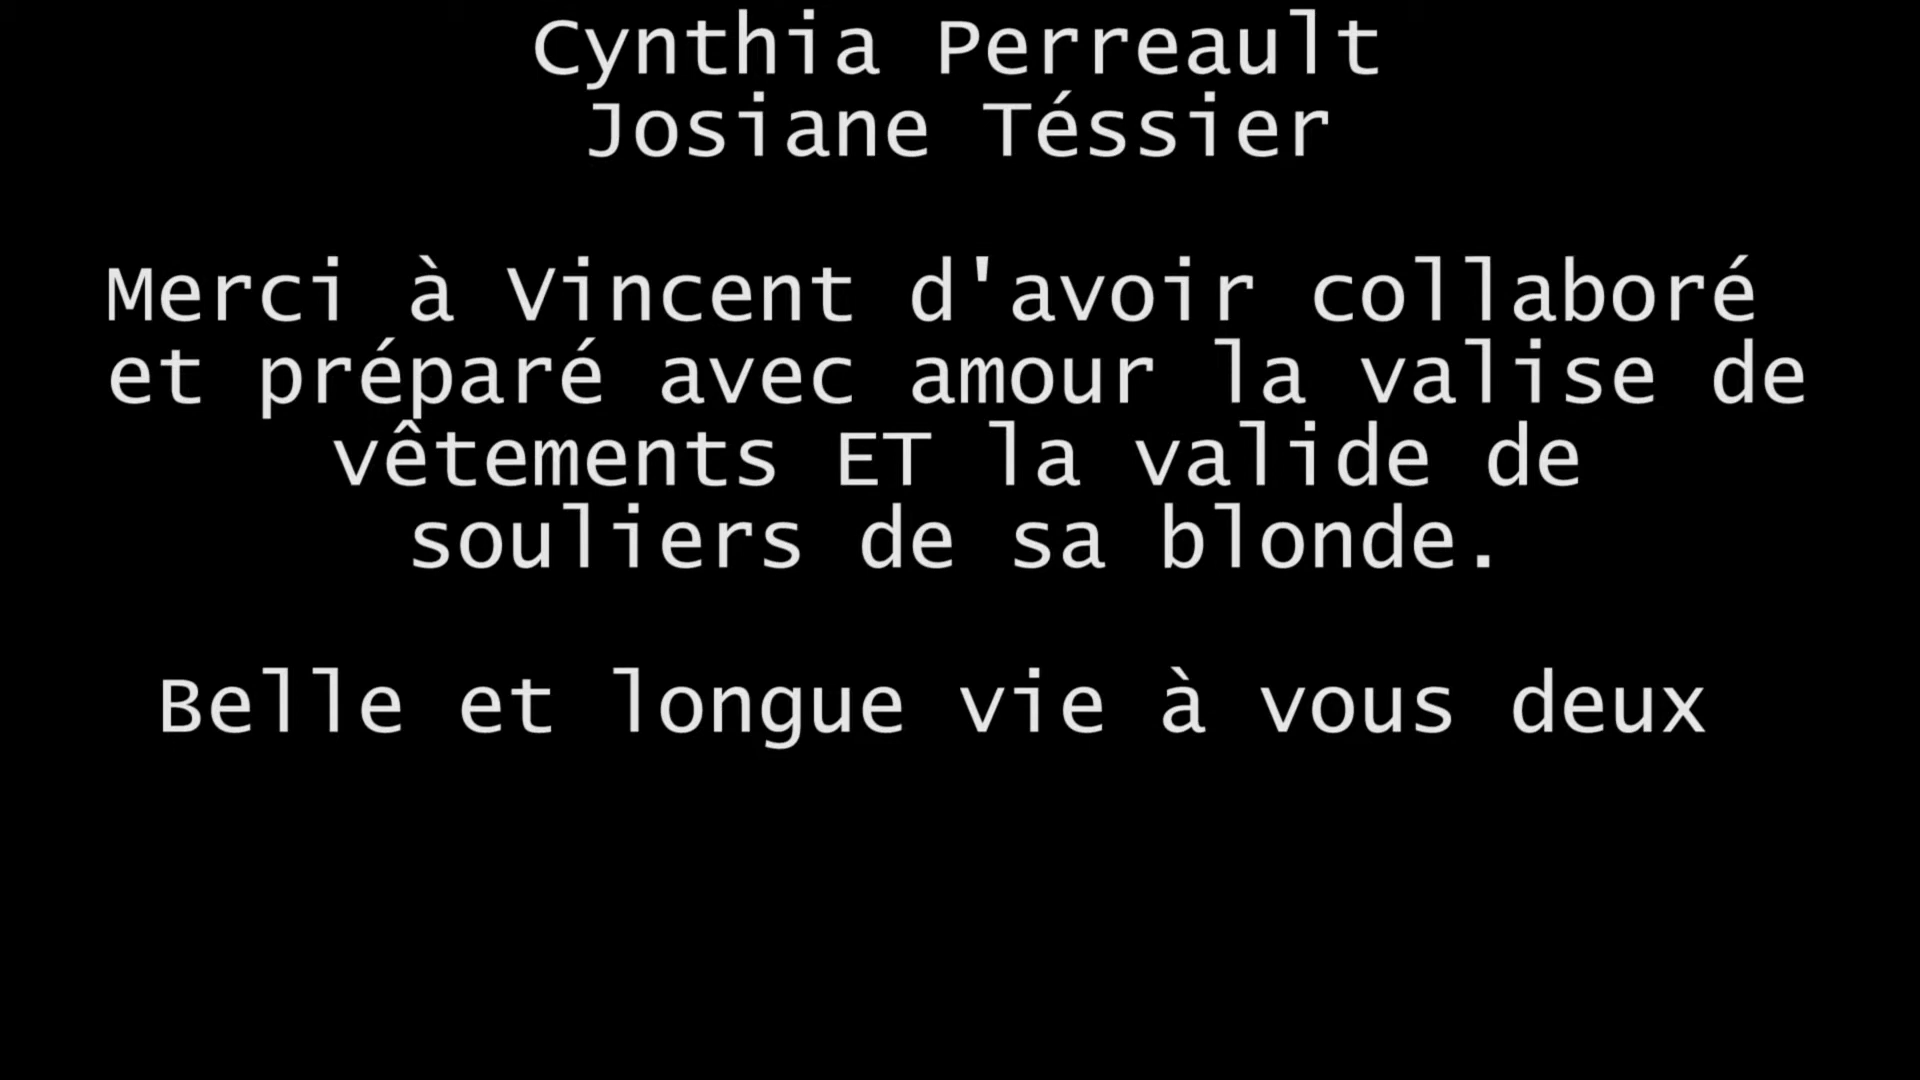 Cynthia Perreault
Josiane Téssier
Merci à Vincent d'avoir collaboré
et préparé avec amour la valise de
vêtements ET la valide de
souliers de sa blonde.
Belle et longue vie à vous deux